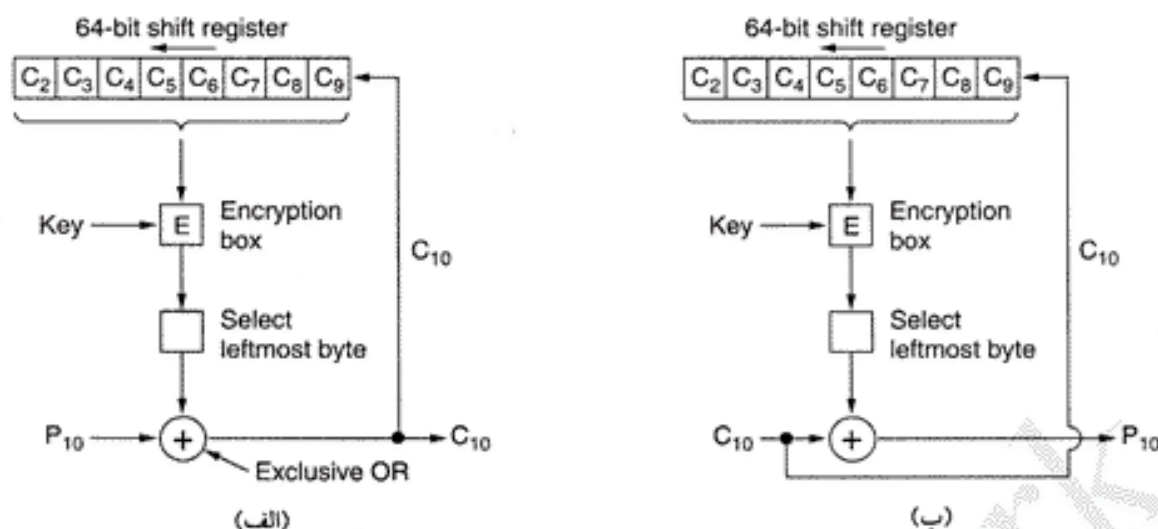 64-bit shift register
C2 C3 C4 C5 C6 C7 C8 C9
Key
E
Encryption
box
C10
Select
leftmost byte
P10
+
C10
Exclusive OR
(الف)
64-bit shift register
C2 C3 C4 C5 C6 C7 C8 C9
Key
E
Encryption
box
C10
Select
leftmost byte
C10
+
P10
(ب)